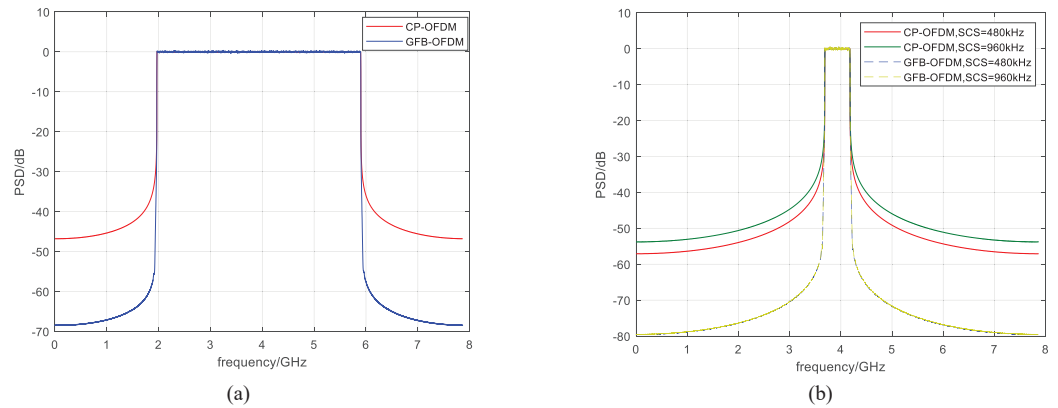 10
0
-10
-20
-30
-40
-50
-60
-70
PSD/dB
0 1 2 3 4 5 6 7 8
frequency/GHz
CP-OFDM
GFB-OFDM
(a)
10
0
-10
-20
-30
-40
-50
-60
-70
-80
PSD/dB
0 1 2 3 4 5 6 7 8
frequency/GHz
CP-OFDM,SCS=480kHz
CP-OFDM,SCS=960kHz
GFB-OFDM,SCS=480kHz
GFB-OFDM,SCS=960kHz
(b)